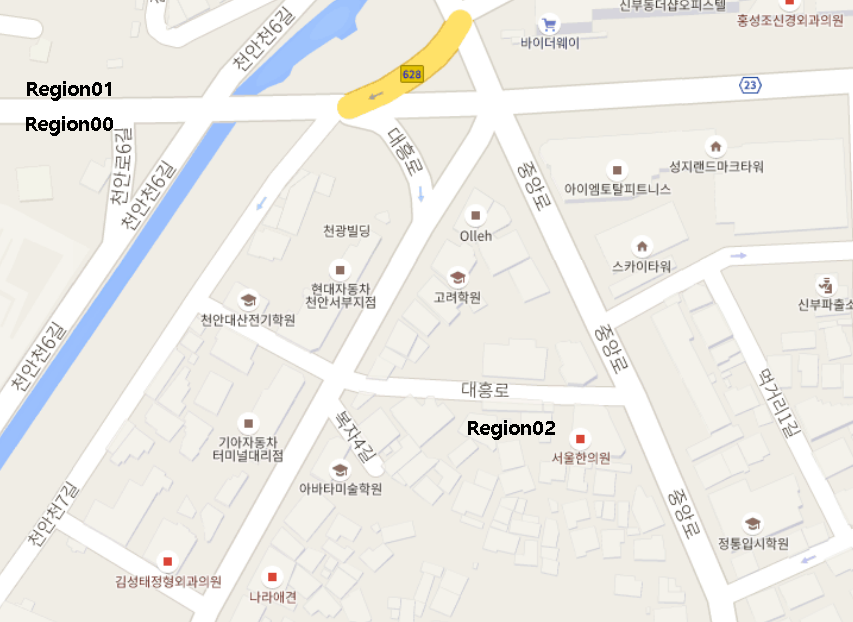 신부동더샵오피스텔
홍성조신경외과의원
바이더웨이
천안천6길
628
23
Region01
Region00
대흥로
천안로6길
천안천6길
중앙로
성지랜드마크타워
아이엠토탈피트니스
천광빌딩
Olleh
스카이타워
현대자동차
천안서부지점
고려학원
신부파출소
천안대산전기학원
천안천6길
중앙로
대흥로
먹거리1길
Region02
복자4길
기아자동차
터미널대리점
서울한의원
아바타미술학원
천안천7길
중앙로
정통입시학원
김성태정형외과의원
나라애견